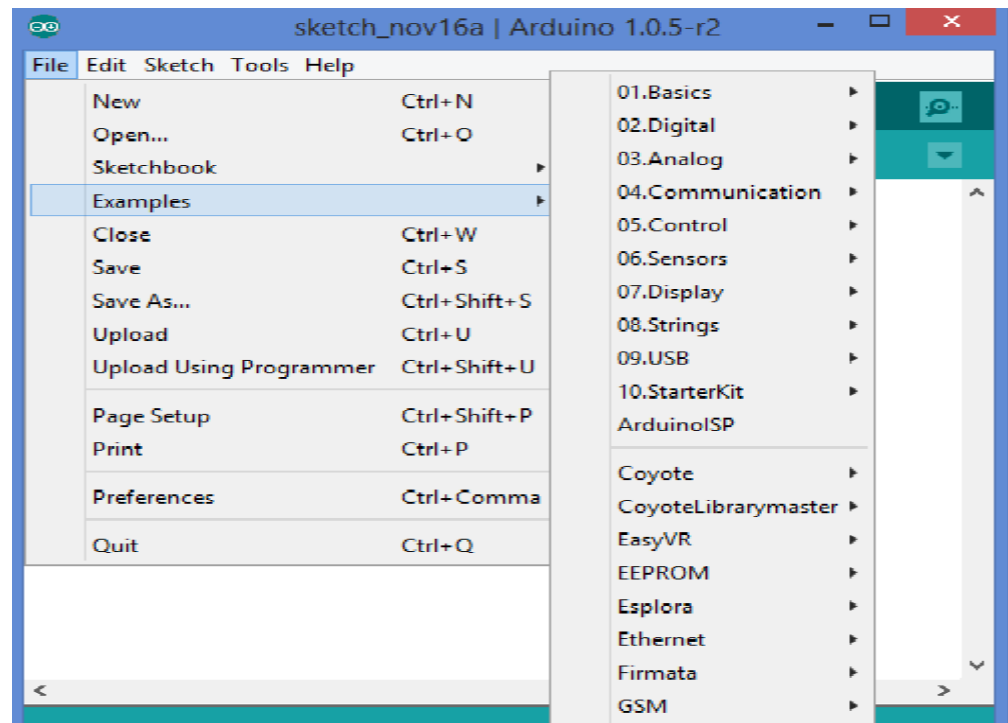 sketch_nov16a | Arduino 1.0.5-r2
File Edit Sketch Tools Help
New Ctrl+N
Open... Ctrl+O
Sketchbook
Examples
Close Ctrl+W
Save Ctrl+S
Save As... Ctrl+Shift+S
Upload Ctrl+U
Upload Using Programmer Ctrl+Shift+U
Page Setup Ctrl+Shift+P
Print Ctrl+P
Preferences Ctrl+Comma
Quit Ctrl+Q
01.Basics
02.Digital
03.Analog
04.Communication
05.Control
06.Sensors
07.Display
08.Strings
09.USB
10.StarterKit
ArduinoISP
Coyote
CoyoteLibrarymaster
EasyVR
EEPROM
Esplora
Ethernet
Firmata
GSM